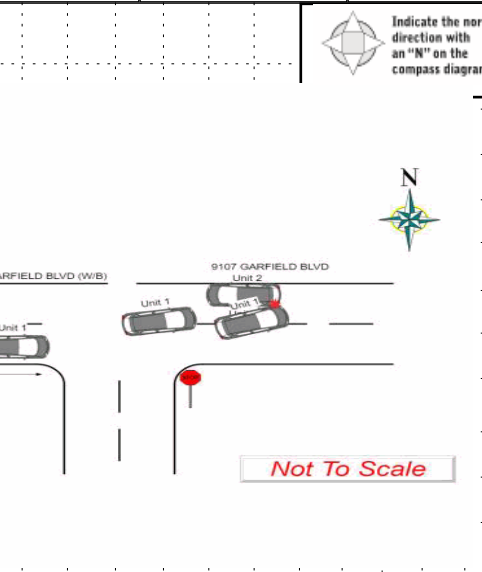 Indicate the nor
direction with
an “N” on the
compass diagra
N
9107 GARFIELD BLVD
ARFIELD BLVD (W/B)
Unit 2
Unit 1
Unit 1
Unit 1
Not To Scale